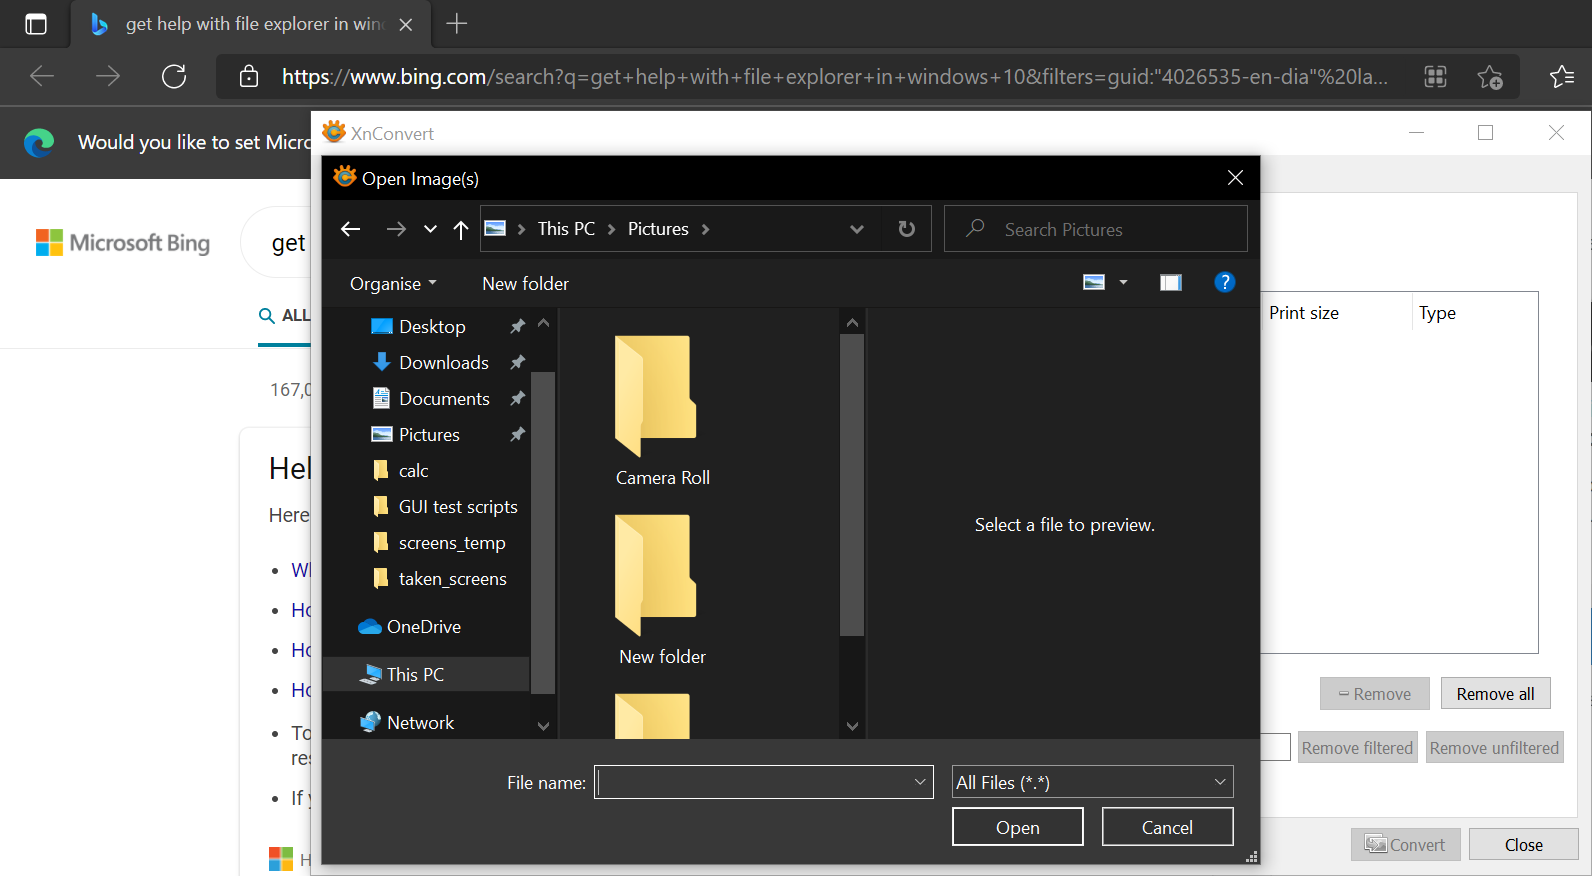 get help with file explorer in win
https://www.bing.com/search?q=get+help+with+file+explorer+in+windows+10&filters=guid:"4026535-en-dia"%20la...
Would you like to set Micro
XnConvert
Open Image(s)
This PC
Pictures
Search Pictures
Microsoft Bing
get
Organise
New folder
ALL
Desktop
Downloads
Documents
Pictures
calc
GUI test scripts
screens_temp
taken_screens
OneDrive
This PC
Network
Camera Roll
New folder
Select a file to preview.
Print size
Type
167,0
Hel
Here
Wh
Ho
Ho
Ho
To
res
If y
H
Remove
Remove all
Remove filtered
Remove unfiltered
File name:
All Files (*.*)
Open
Cancel
Convert
Close